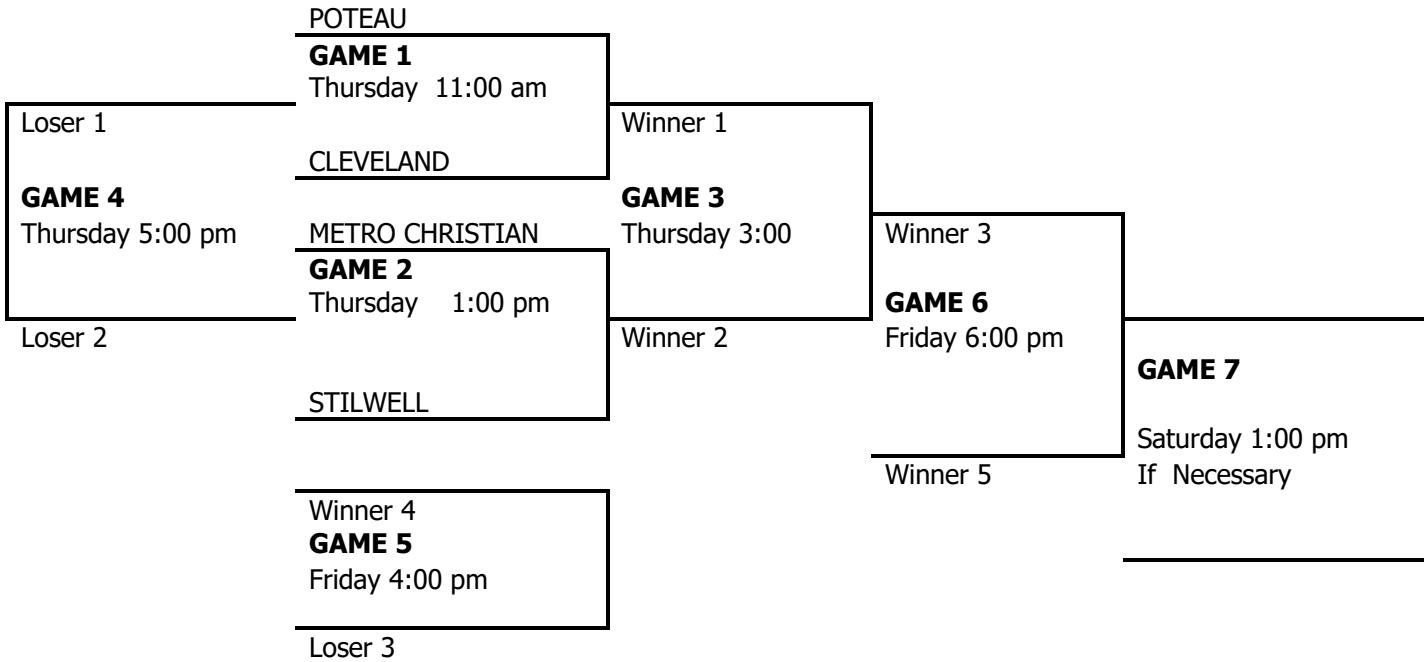 POTEAU
GAME 1
Thursday 11:00 am
Loser 1
Winner 1
CLEVELAND
GAME 4
GAME 3
Thursday 5:00 pm
METRO CHRISTIAN
Thursday 3:00
Winner 3
GAME 2
Thursday 1:00 pm
GAME 6
Loser 2
Winner 2
Friday 6:00 pm
GAME 7
STILWELL
Saturday 1:00 pm
Winner 5
If Necessary
Winner 4
GAME 5
Friday 4:00 pm
Loser 3